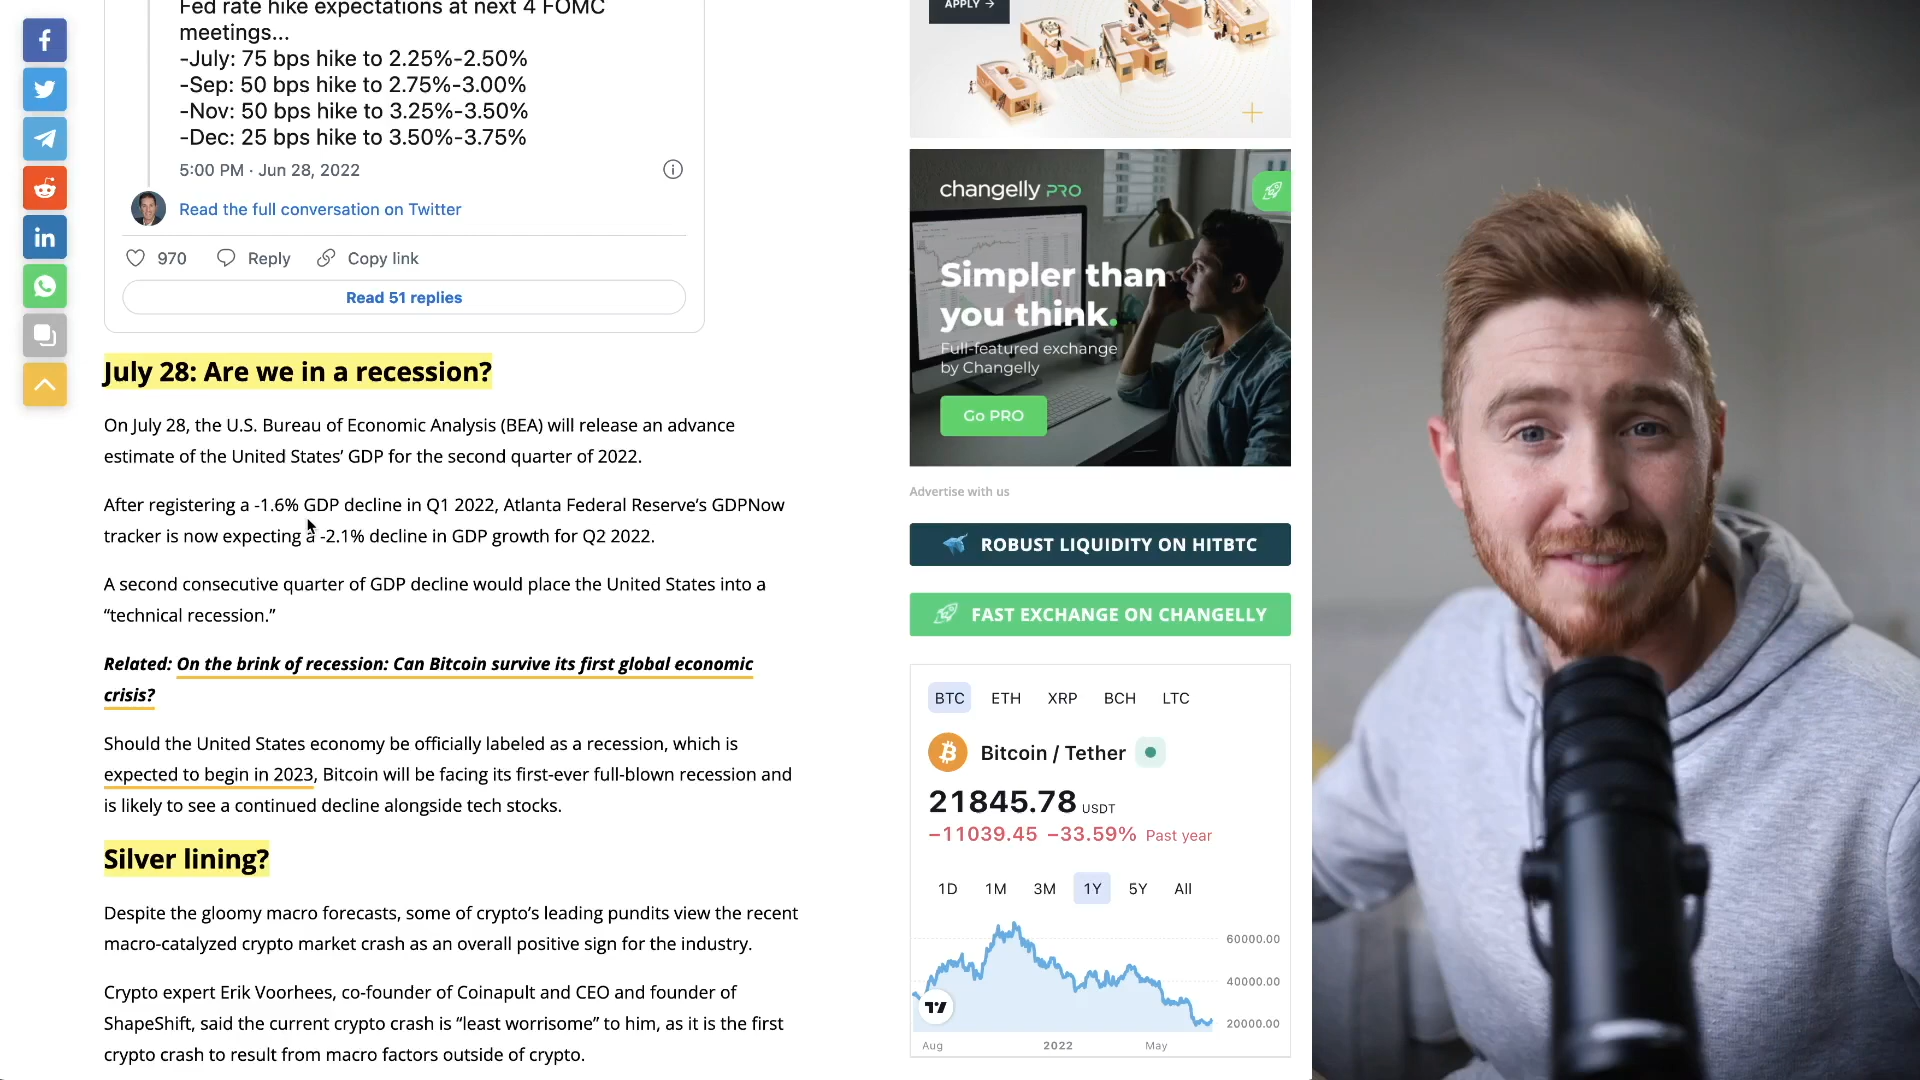 Fed rate hike expectations at next 4 FOMC
meetings...
-July: 75 bps hike to 2.25%-2.50%
-Sep: 50 bps hike to 2.75%-3.00%
-Nov: 50 bps hike to 3.25%-3.50%
-Dec: 25 bps hike to 3.50%-3.75%
5:00 PM · Jun 28, 2022
Read the full conversation on Twitter
970 Reply Copy link
Read 51 replies
July 28: Are we in a recession?
On July 28, the U.S. Bureau of Economic Analysis (BEA) will release an advance
estimate of the United States’ GDP for the second quarter of 2022.
After registering a -1.6% GDP decline in Q1 2022, Atlanta Federal Reserve’s GDPNow
tracker is now expecting a -2.1% decline in GDP growth for Q2 2022.
A second consecutive quarter of GDP decline would place the United States into a
“technical recession.”
Related: On the brink of recession: Can Bitcoin survive its first global economic
crisis?
Should the United States economy be officially labeled as a recession, which is
expected to begin in 2023, Bitcoin will be facing its first-ever full-blown recession and
is likely to see a continued decline alongside tech stocks.
Silver lining?
Despite the gloomy macro forecasts, some of crypto’s leading pundits view the recent
macro-catalyzed crypto market crash as an overall positive sign for the industry.
Crypto expert Erik Voorhees, co-founder of Coinapult and CEO and founder of
ShapeShift, said the current crypto crash is “least worrisome” to him, as it is the first
crypto crash to result from macro factors outside of crypto.
APPLY →
changelly PRO
Simpler than
you think.
Full-featured exchange
by Changelly
Go PRO
Advertise with us
ROBUST LIQUIDITY ON HITBTC
FAST EXCHANGE ON CHANGELLY
BTC ETH XRP BCH LTC
Bitcoin / Tether
21845.78 USDT
−11039.45 −33.59% Past year
1D 1M 3M 1Y 5Y All
60000.00
40000.00
20000.00
Aug 2022 May